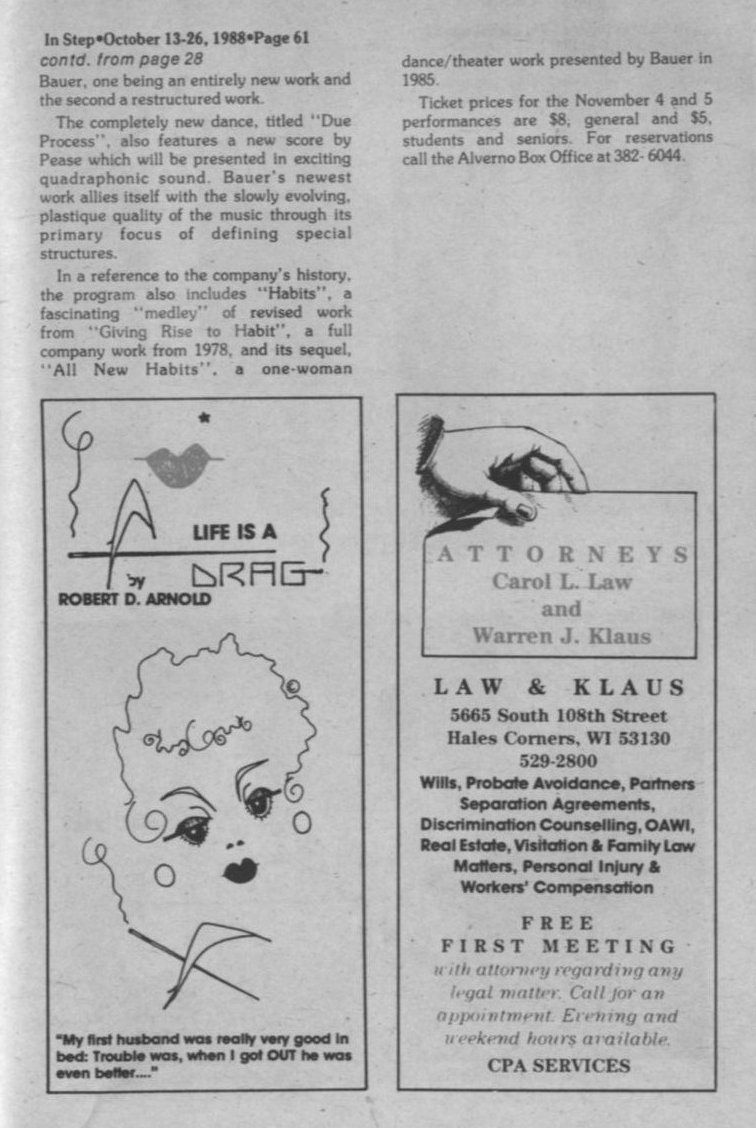 In Step•October 13-26, 1988•Page 61
contd. from page 28
Bauer, one being an entirely new work and
the second a restructured work.
The completely new dance, titled "Due
Process", also features a new score by
Pease which will be presented in exciting
quadraphonic sound. Bauer's newest
work allies itself with the slowly evolving,
plastique quality of the music through its
primary focus of defining special
structures.
In a reference to the company's history,
the program also includes "Habits", a
fascinating "medley" of revised work
from "Giving Rise to Habit", a full
company work from 1978, and its sequel,
"All New Habits", a one-woman
dance/theater work presented by Bauer in
1985.
Ticket prices for the November 4 and 5
performances are $8, general and $5,
students and seniors. For reservations
call the Alverno Box Office at 382-6044.
LIFE IS A
DRAG
by
ROBERT D. ARNOLD
"My first husband was really very good in
bed: Trouble was, when I got OUT he was
even better...."
ATTORNEYS
Carol L. Law
and
Warren J. Klaus
LAW & KLAUS
5665 South 108th Street
Hales Corners, WI 53130
529-2800
Wills, Probate Avoidance, Partners
Separation Agreements,
Discrimination Counselling, OAWI,
Real Estate, Visitation & Family Law
Matters, Personal Injury &
Workers' Compensation
FREE
FIRST MEETING
with attorney regarding any
legal matter. Call for an
appointment. Evening and
weekend hours available.
CPA SERVICES